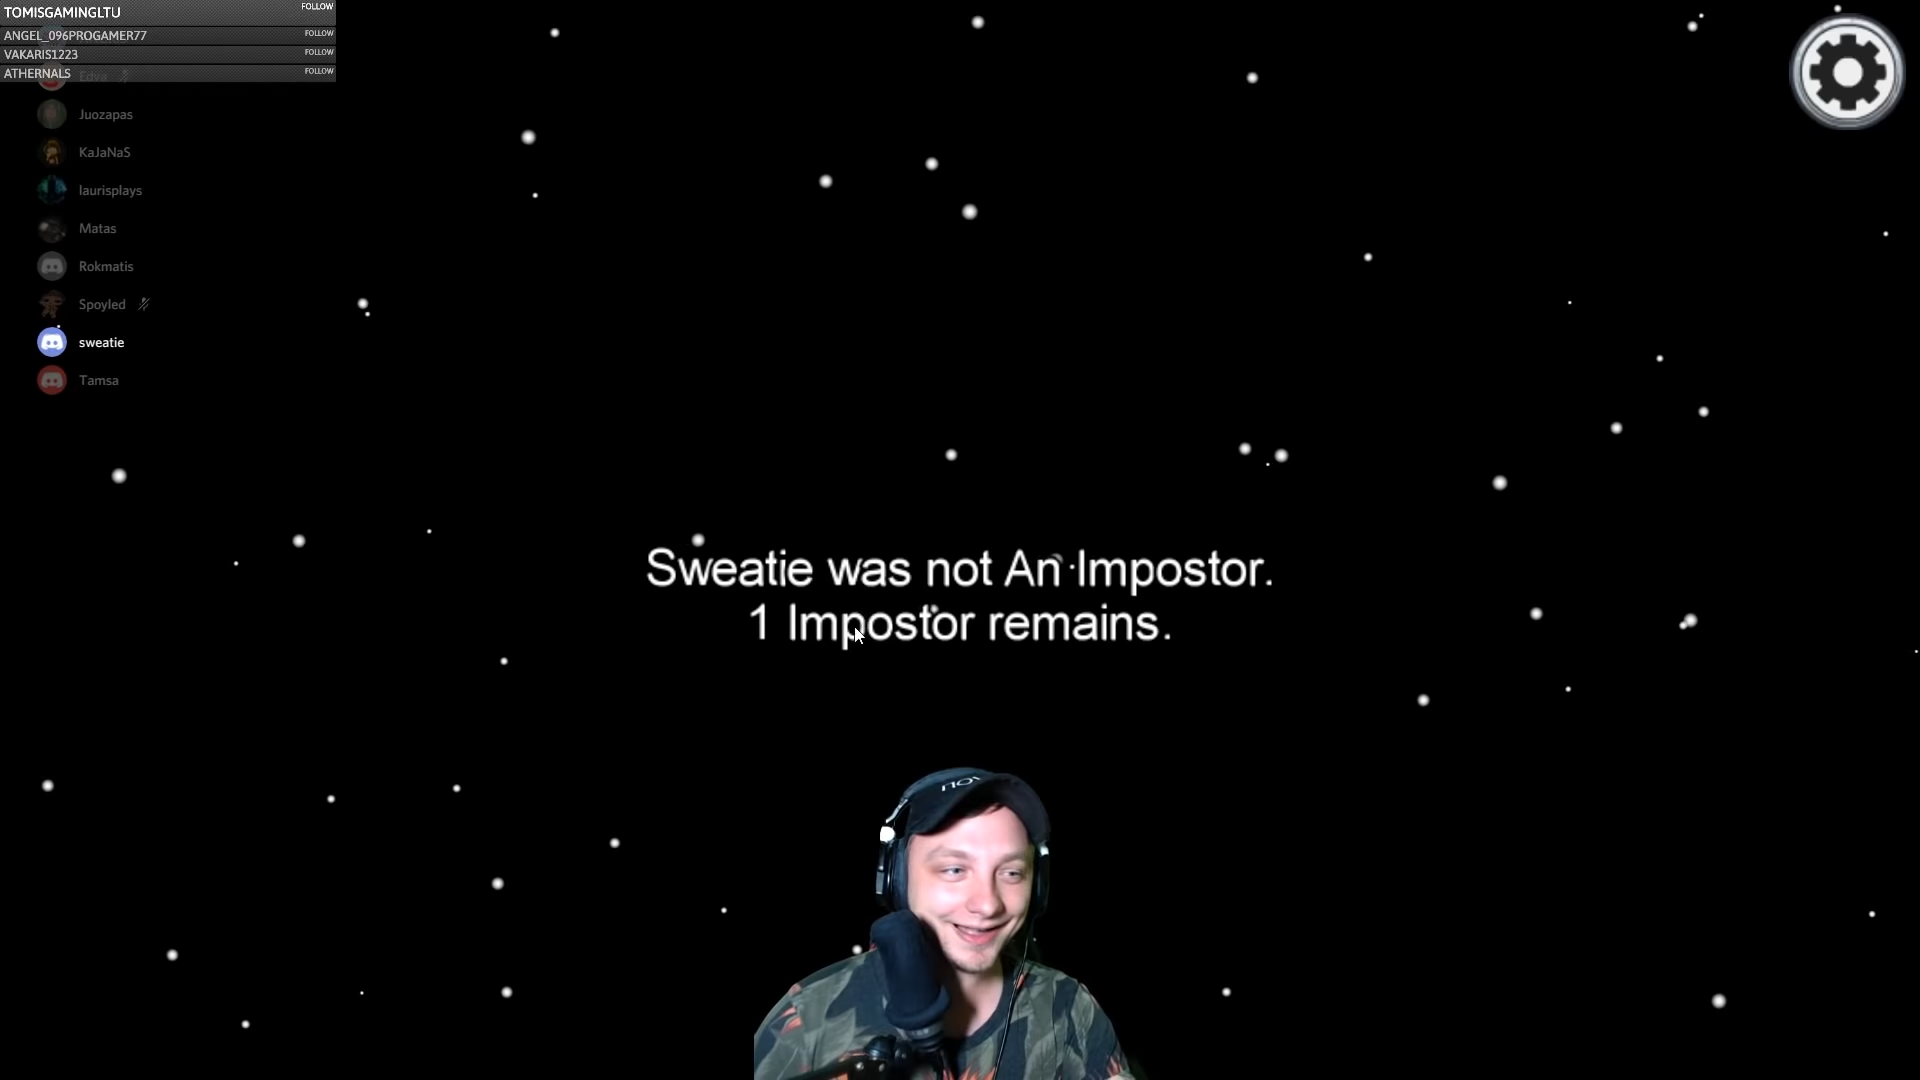 TOMISGAMINGLTU FOLLOW
ANGEL_096PROGAMER77 FOLLOW
VAKARIS1223 FOLLOW
ATHERNALS FOLLOW
Edva
Juozapas
KaJaNaS
laurisplays
Matas
Rokmatis
Spoyled
sweatie
Tamsa
Sweatie was not An Impostor.
1 Impostor remains.